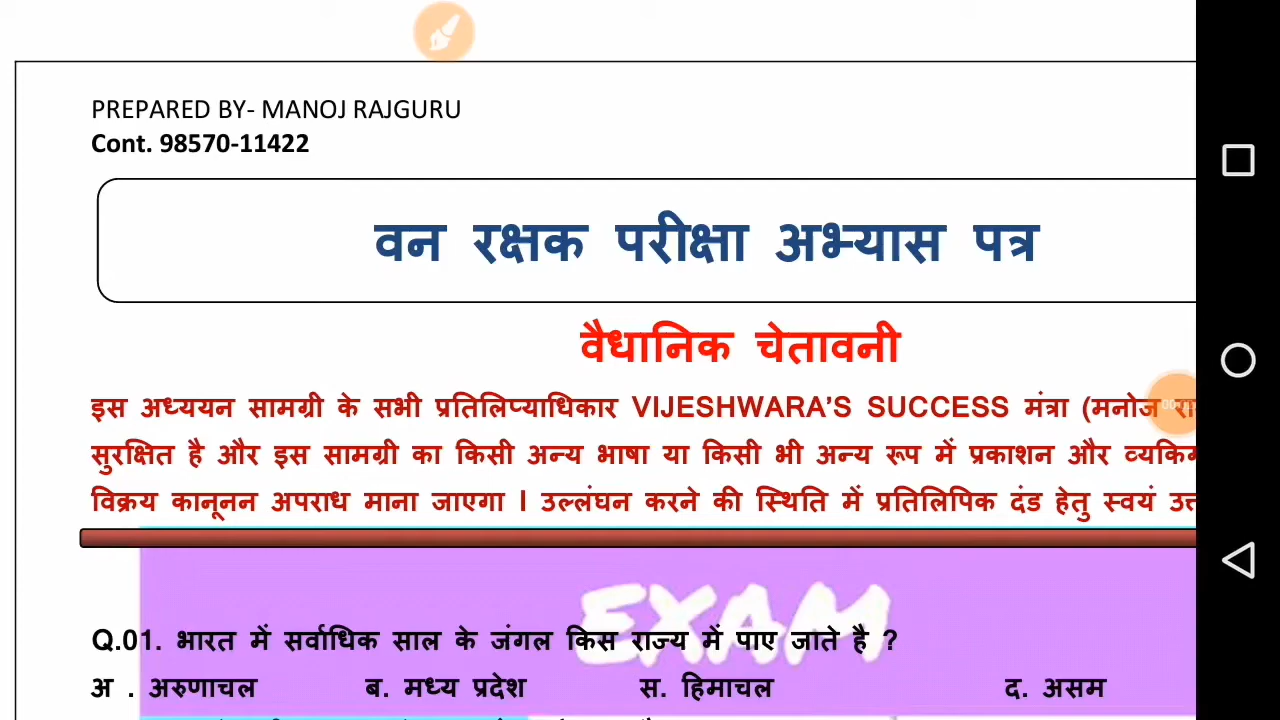 PREPARED BY- MANOJ RAJGURU
Cont. 98570-11422
वन रक्षक परीक्षा अभ्यास पत्र
वैधानिक चेतावनी
इस अध्ययन सामग्री के सभी प्रतिलिप्याधिकार VIJESHWARA’S SUCCESS मंत्रा (मनोज
सुरक्षित है और इस सामग्री का किसी अन्य भाषा या किसी भी अन्य रूप में प्रकाशन और
विक्रय कानूनन अपराध माना जाएगा I उल्लंघन करने की स्थिति में प्रतिलिपिक दंड हेतु स्वयं
EXAM
Q.01. भारत में सर्वाधिक साल के जंगल किस राज्य में पाए जाते है ?
अ . अरुणाचल ब. मध्य प्रदेश स. हिमाचल द. असम